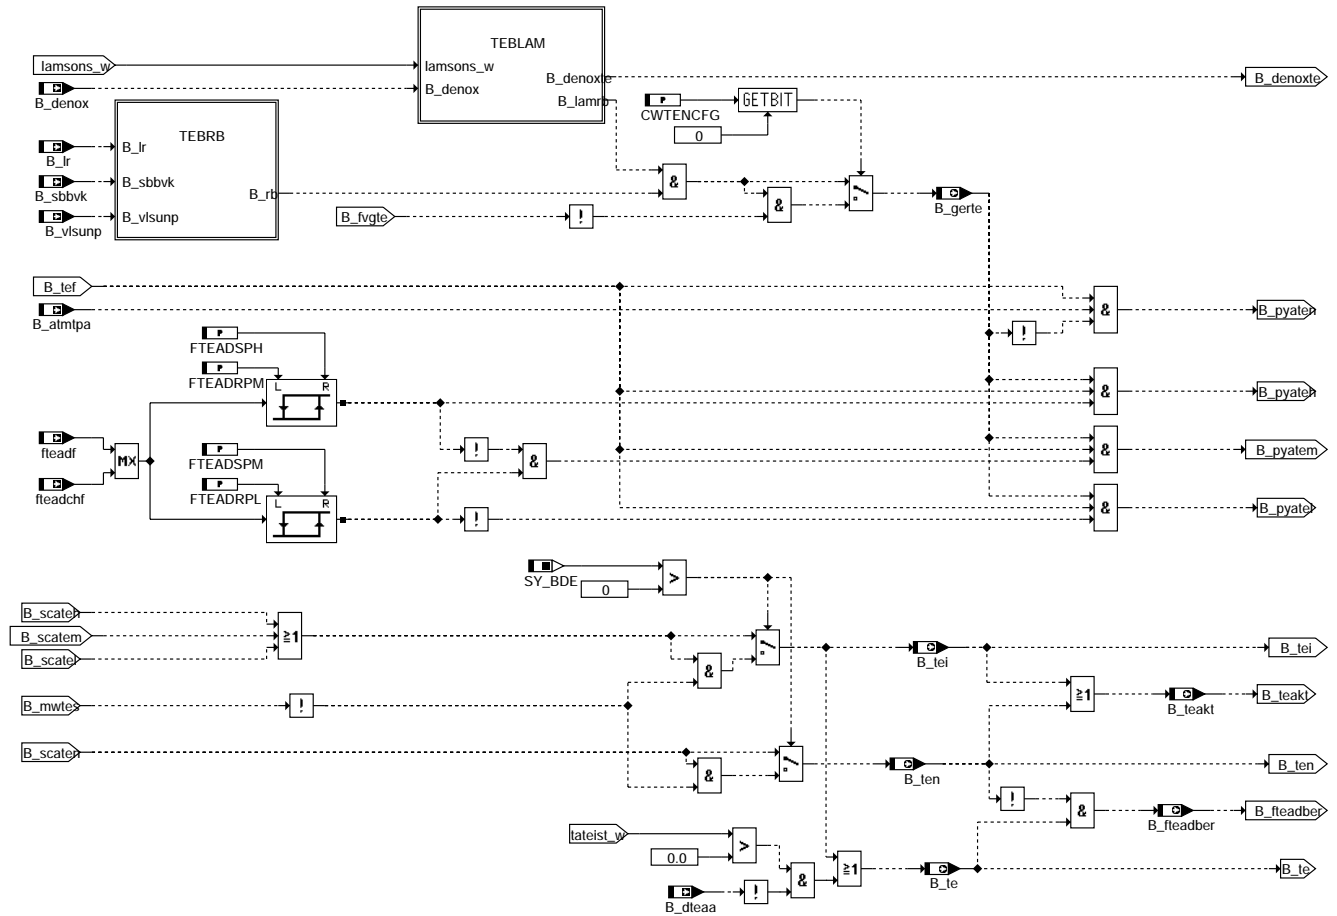 TEBLAM
lamsons_w
lamsons_w
B_denoxte
B_denoxte
B_denox
B_denox
B_lamrb
P
CWTENCFG
GETBIT
0
TEBRB
B_lr
B_lr
B_sbbvk
B_sbbvk
B_rb
&
B_vlsunp
B_vlsunp
B_fvgte
!
&
B_gerte
B_tef
B_atmtpa
&
B_pyaten
!
P
FTEADSPH
P
FTEADRPM
L R
&
B_pyateh
fteadf
MX
fteadchf
P
FTEADSPM
P
FTEADRPL
L R
!
&
&
B_pyatem
!
&
B_pyatel
SY_BDE
0
>
B_scateh
B_scatem
B_scatel
≧1
&
B_tei
B_tei
B_mwtes
!
≧1
B_teakt
B_teakt
B_scaten
&
B_ten
B_ten
!
&
B_fteadber
B_fteadber
tateist_w
0.0
>
B_dteaa
!
&
≧1
B_te
B_te